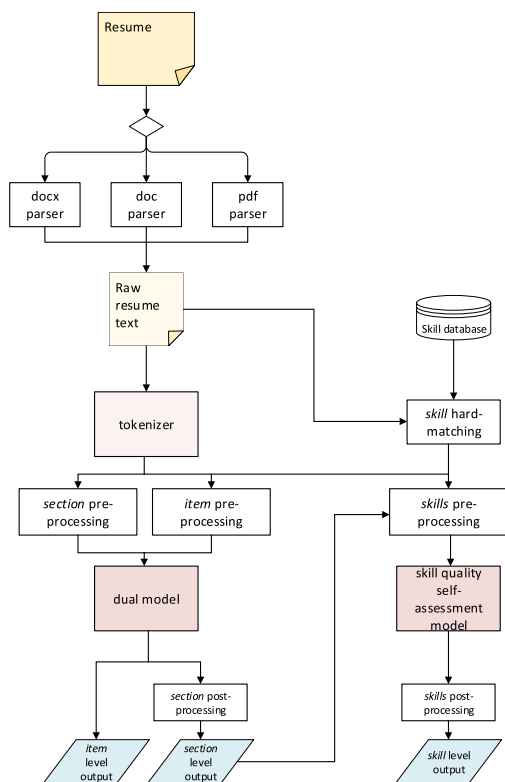 Resume
docx
parser
doc
parser
pdf
parser
Raw
resume
text
Skill database
tokenizer
skill hard-
matching
section pre-
processing
item pre-
processing
skills pre-
processing
dual model
skill quality
self-
assessment
model
section post-
processing
skills post-
processing
item
level
output
section
level
output
skill level
output